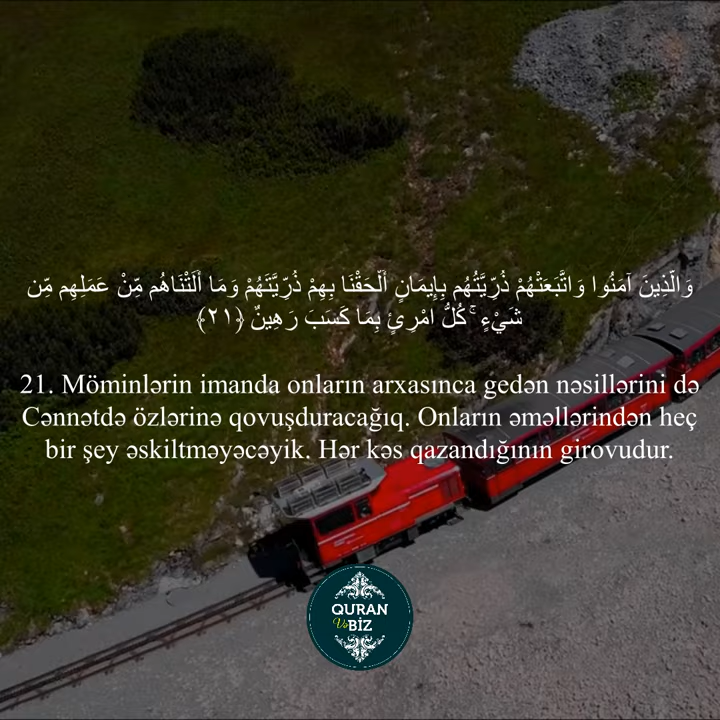 وَالَّذِينَ آمَنُوا وَاتَّبَعَتْهُمْ ذُرِّيَّتُهُم بِإِيمَانٍ أَلْحَقْنَا بِهِمْ ذُرِّيَّتَهُمْ وَمَا أَلَتْنَاهُم مِّنْ عَمَلِهِم مِّن
شَيْءٍ ۚ كُلُّ امْرِئٍ بِمَا كَسَبَ رَهِينٌ ﴿٢١﴾
21. Möminlərin imanda onların arxasınca gedən nəsillərini də
Cənnətdə özlərinə qovuşduracağıq. Onların əməllərindən heç
bir şey əskiltməyəcəyik. Hər kəs qazandığının girovudur.
QURAN
Və BİZ